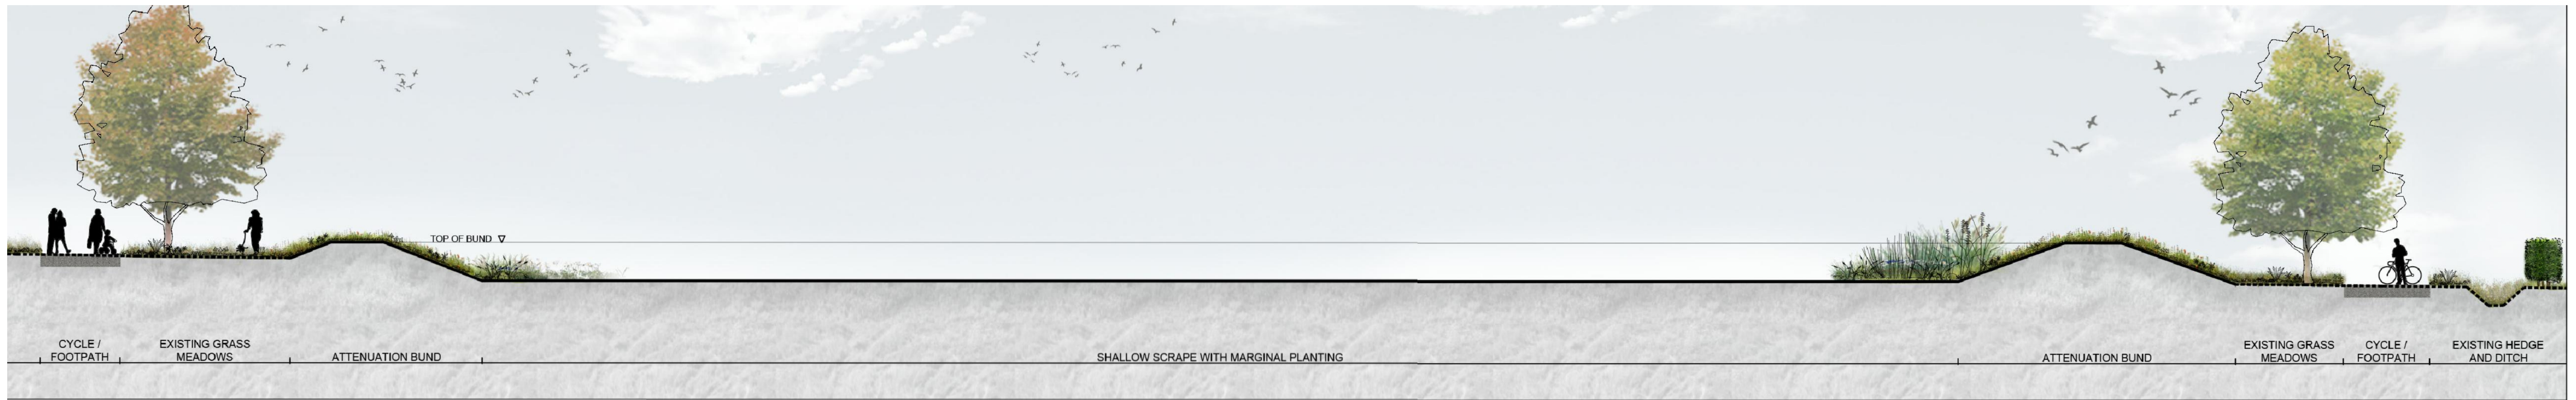 TOP OF BUND
CYCLE /
FOOTPATH
EXISTING GRASS
MEADOWS
ATTENUATION BUND
SHALLOW SCRAPE WITH MARGINAL PLANTING
ATTENUATION BUND
EXISTING GRASS
MEADOWS
CYCLE /
FOOTPATH
EXISTING HEDGE
AND DITCH